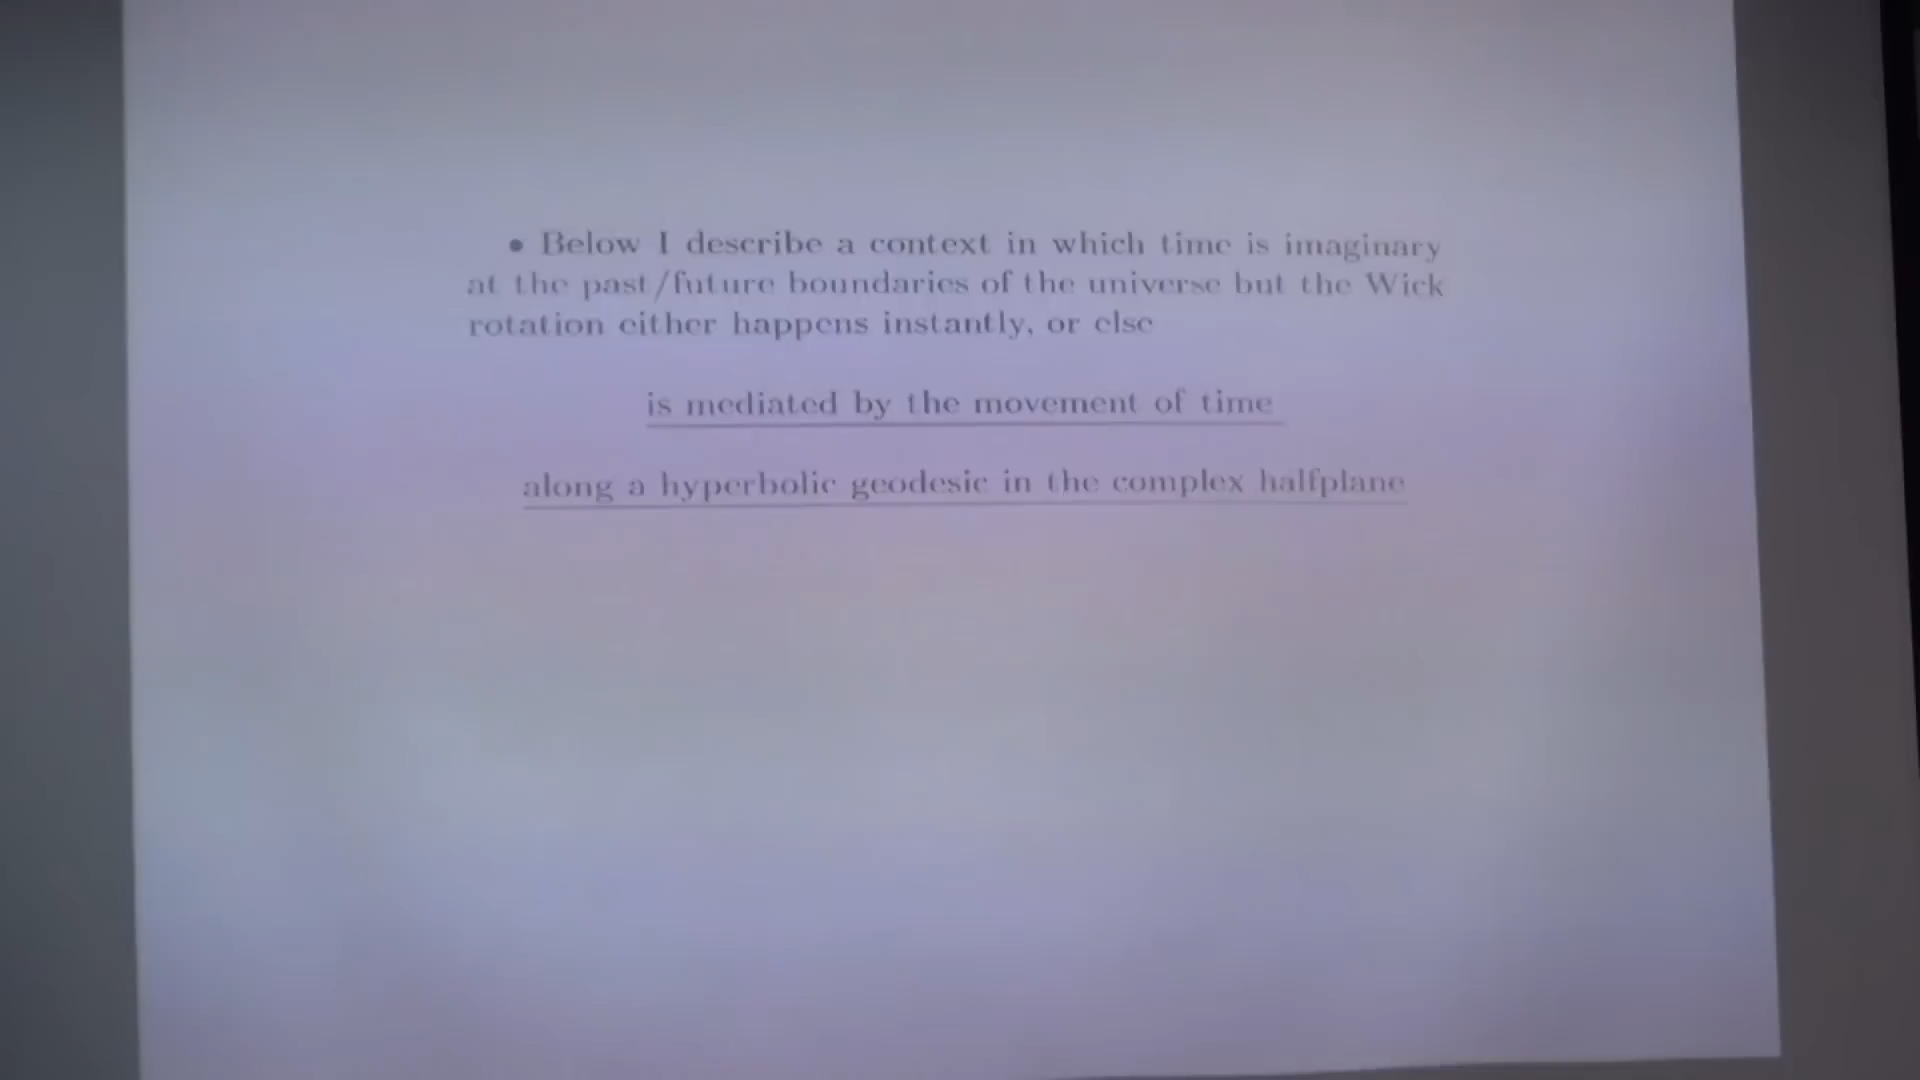 • Below I describe a context in which time is imaginary
at the past/future boundaries of the universe but the Wick
rotation either happens instantly, or else
is mediated by the movement of time
along a hyperbolic geodesic in the complex halfplane